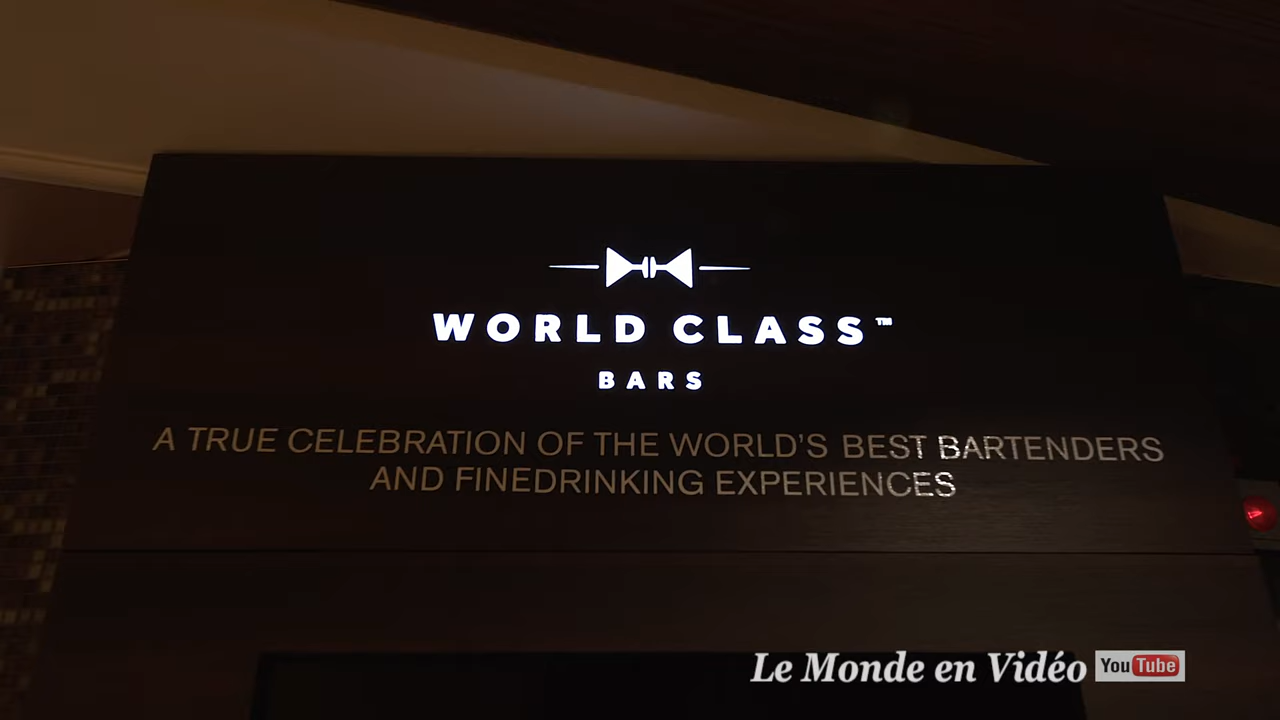 WORLD CLASS™
BARS
A TRUE CELEBRATION OF THE WORLD'S BEST BARTENDERS
AND FINEDRINKING EXPERIENCES
Le Monde en Vidéo YouTube